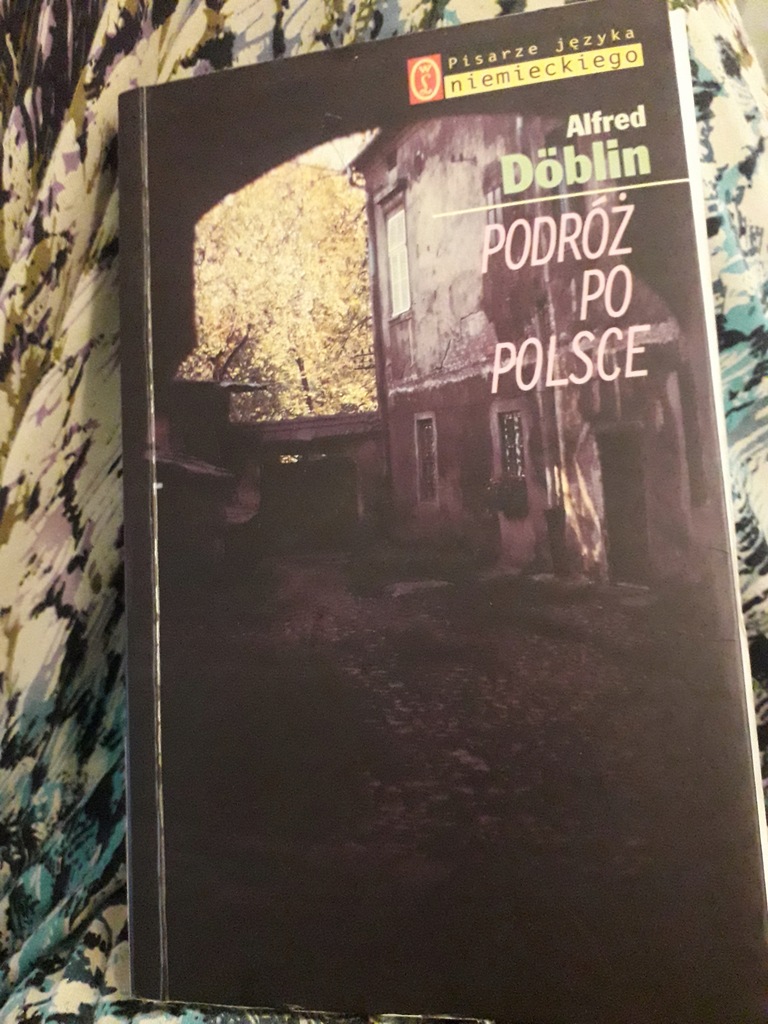 Pisarze języka
niemieckiego
Alfred
Döblin
PODRÓŻ
PO
POLSCE